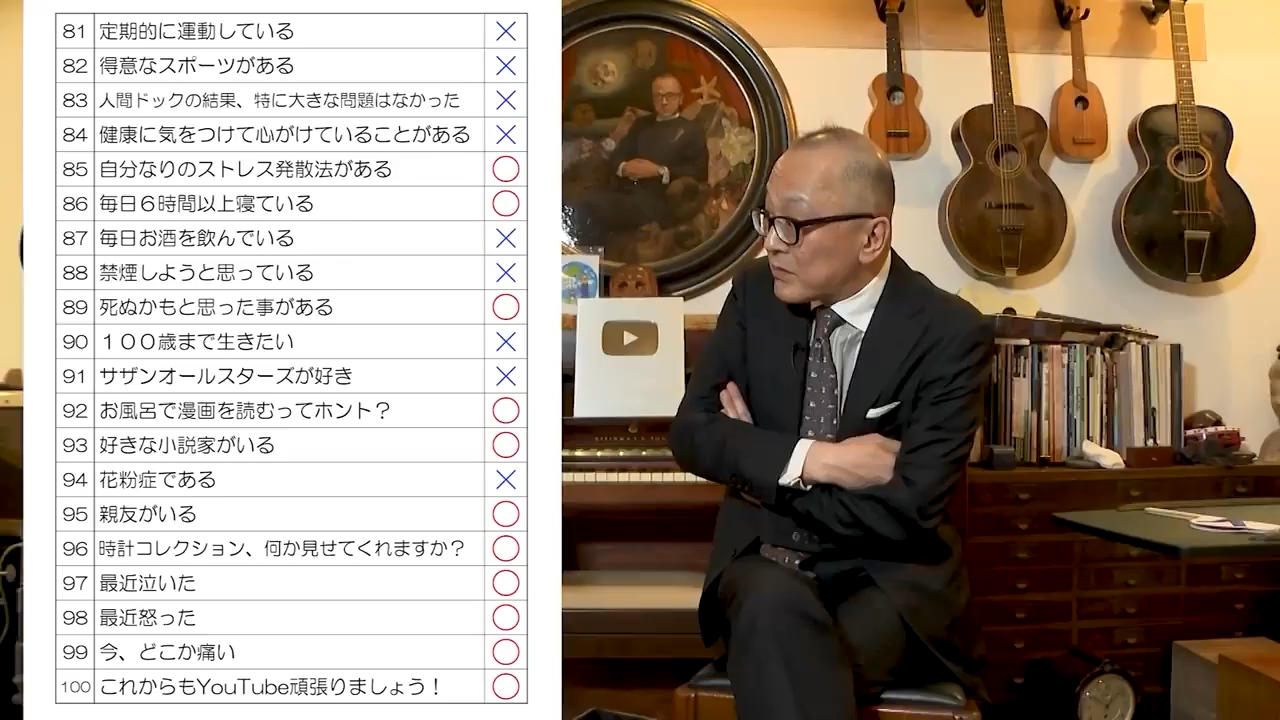 81 定期的に運動している ×
82 得意なスポーツがある ×
83 人間ドックの結果、特に大きな問題はなかった ×
84 健康に気をつけて心がけていることがある ×
85 自分なりのストレス発散法がある ○
86 毎日6時間以上寝ている ○
87 毎日お酒を飲んでいる ×
88 禁煙しようと思っている ×
89 死ぬかもと思った事がある ○
90 100歳まで生きたい ×
91 サザンオールスターズが好き ×
92 お風呂で漫画を読むってホント? ○
93 好きな小説家がいる ○
94 花粉症である ×
95 親友がいる ○
96 時計コレクション、何か見せてくれますか? ○
97 最近泣いた ○
98 最近怒った ○
99 今、どこか痛い ○
100 これからもYouTube頑張りましょう! ○